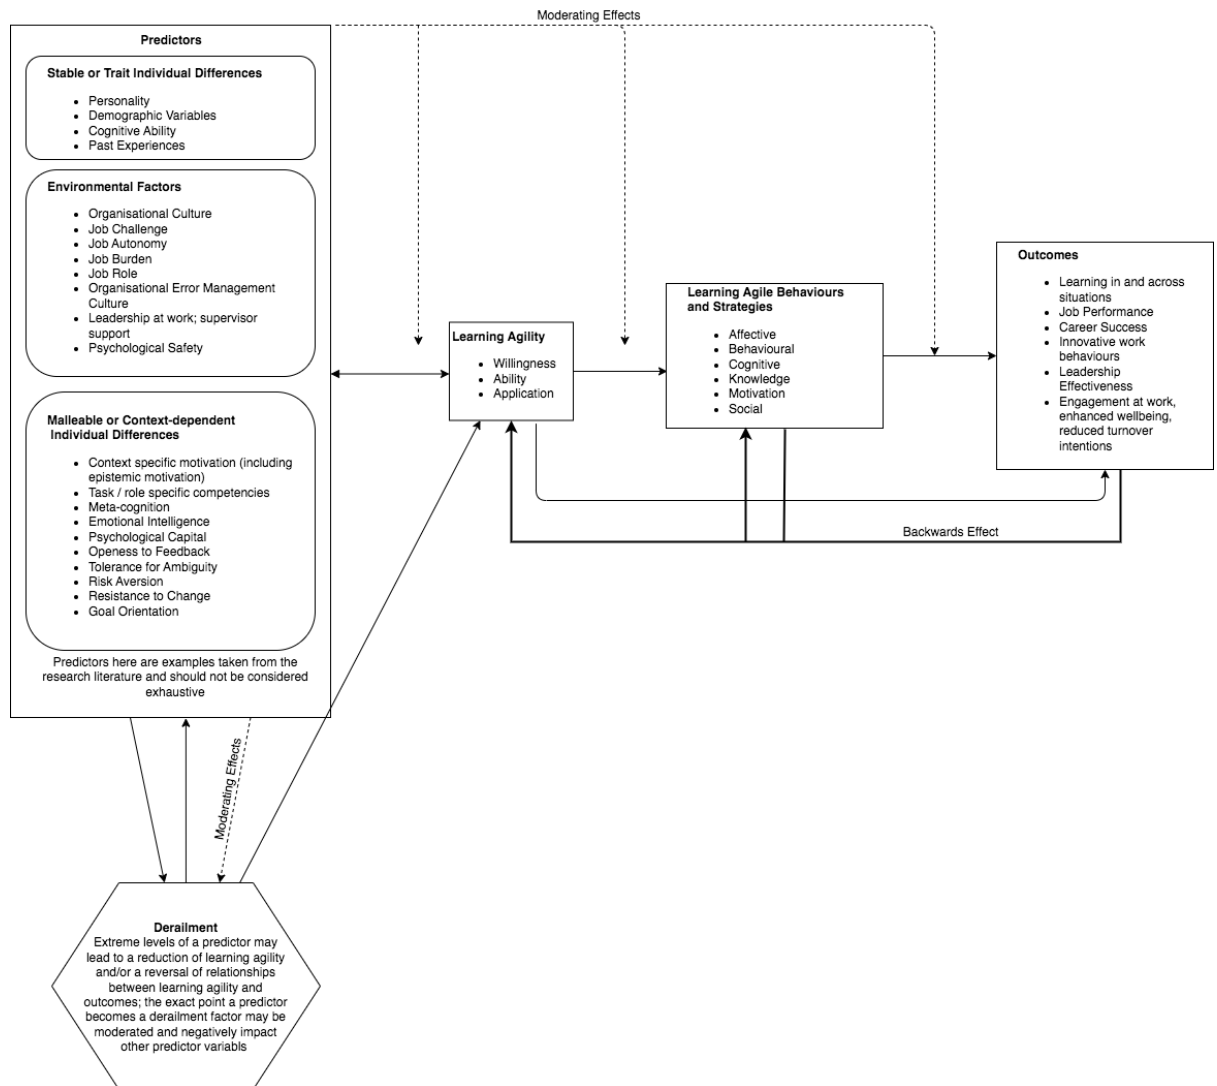 Moderating Effects
Predictors
Stable or Trait Individual Differences
Personality
Demographic Variables
Cognitive Ability
Past Experiences
Environmental Factors
Organisational Culture
Job Challenge
Job Autonomy
Job Burden
Job Role
Organisational Error Management
Culture
Leadership at work; supervisor
support
Psychological Safety
Malleable or Context-dependent
Individual Differences
Context specific motivation (including
epistemic motivation)
Task / role specific competencies
Meta-cognition
Emotional Intelligence
Psychological Capital
Openess to Feedback
Tolerance for Ambiguity
Risk Aversion
Resistance to Change
Goal Orientation
Predictors here are examples taken from the
research literature and should not be considered
exhaustive
Learning Agility
Willingness
Ability
Application
Learning Agile Behaviours
and Strategies
Affective
Behavioural
Cognitive
Knowledge
Motivation
Social
Outcomes
Learning in and across
situations
Job Performance
Career Success
Innovative work
behaviours
Leadership
Effectiveness
Engagement at work,
enhanced wellbeing,
reduced turnover
intentions
Backwards Effect
Moderating Effects
Derailment
Extreme levels of a predictor may
lead to a reduction of learning agility
and/or a reversal of relationships
between learning agility and
outcomes; the exact point a predictor
becomes a derailment factor may be
moderated and negatively impact
other predictor variabls